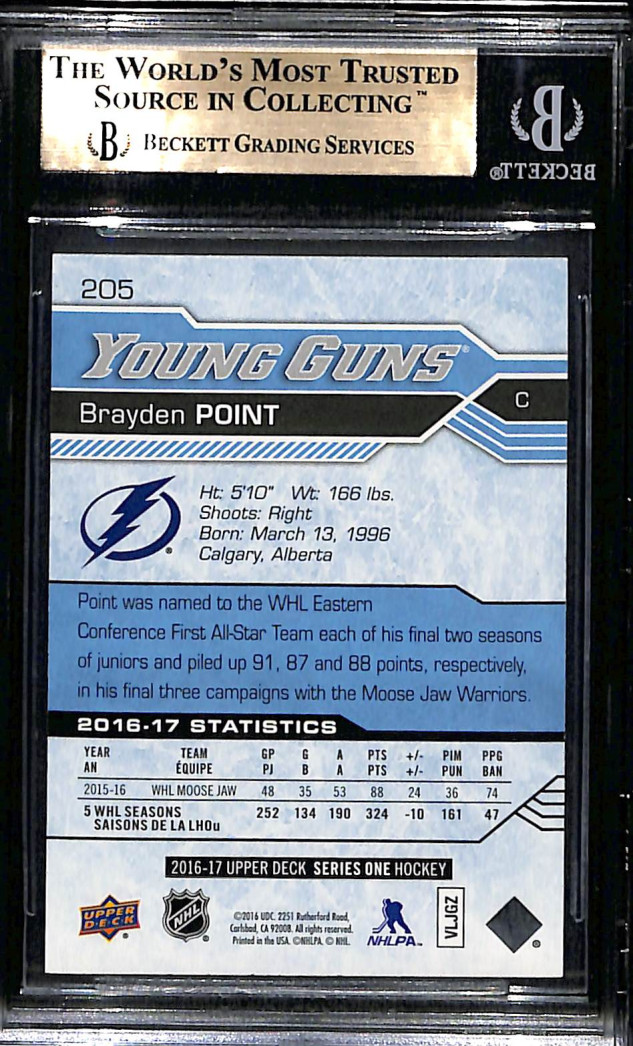 THE WORLD'S MOST TRUSTED
SOURCE IN COLLECTING™
B BECKETT GRADING SERVICES
B
BECKETT®
205
YOUNG GUNS®
Brayden POINT
C
Ht: 5'10" Wt: 166 lbs.
Shoots: Right
Born: March 13, 1996
Calgary, Alberta
Point was named to the WHL Eastern
Conference First All-Star Team each of his final two seasons
of juniors and piled up 91, 87 and 88 points, respectively,
in his final three campaigns with the Moose Jaw Warriors.
2016-17 STATISTICS
YEAR TEAM GP G A PTS +/- PIM PPG
AN ÉQUIPE PJ B A PTS +/- PUN BAN
2015-16 WHL MOOSE JAW 48 35 53 88 24 36 74
5 WHL SEASONS 252 134 190 324 -10 161 47
SAISONS DE LA LHOu
2016-17 UPPER DECK SERIES ONE HOCKEY
UPPER DECK
NHL
©2016 UDC. 2251 Rutherford Road,
Carlsbad, CA 92008. All rights reserved.
Printed in the USA. ©NHLPA. © NHL.
NHLPA™
VLJGZ